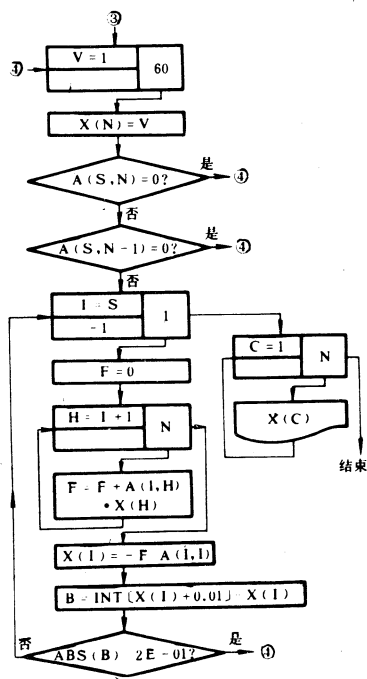 ③
V = 1
④
60
X(N)=V
A(S,N)=0?
是
④
否
A(S,N-1)=0?
是
④
否
I = S
-1
1
C=1
N
F=0
X(C)
H=I+1
N
结束
F=F+A(I,H)
•X(H)
X(I)=-F A(I,I)
B=INT[X(I)+0.01]-X(I)
否
ABS(B) 2E-01?
是
④